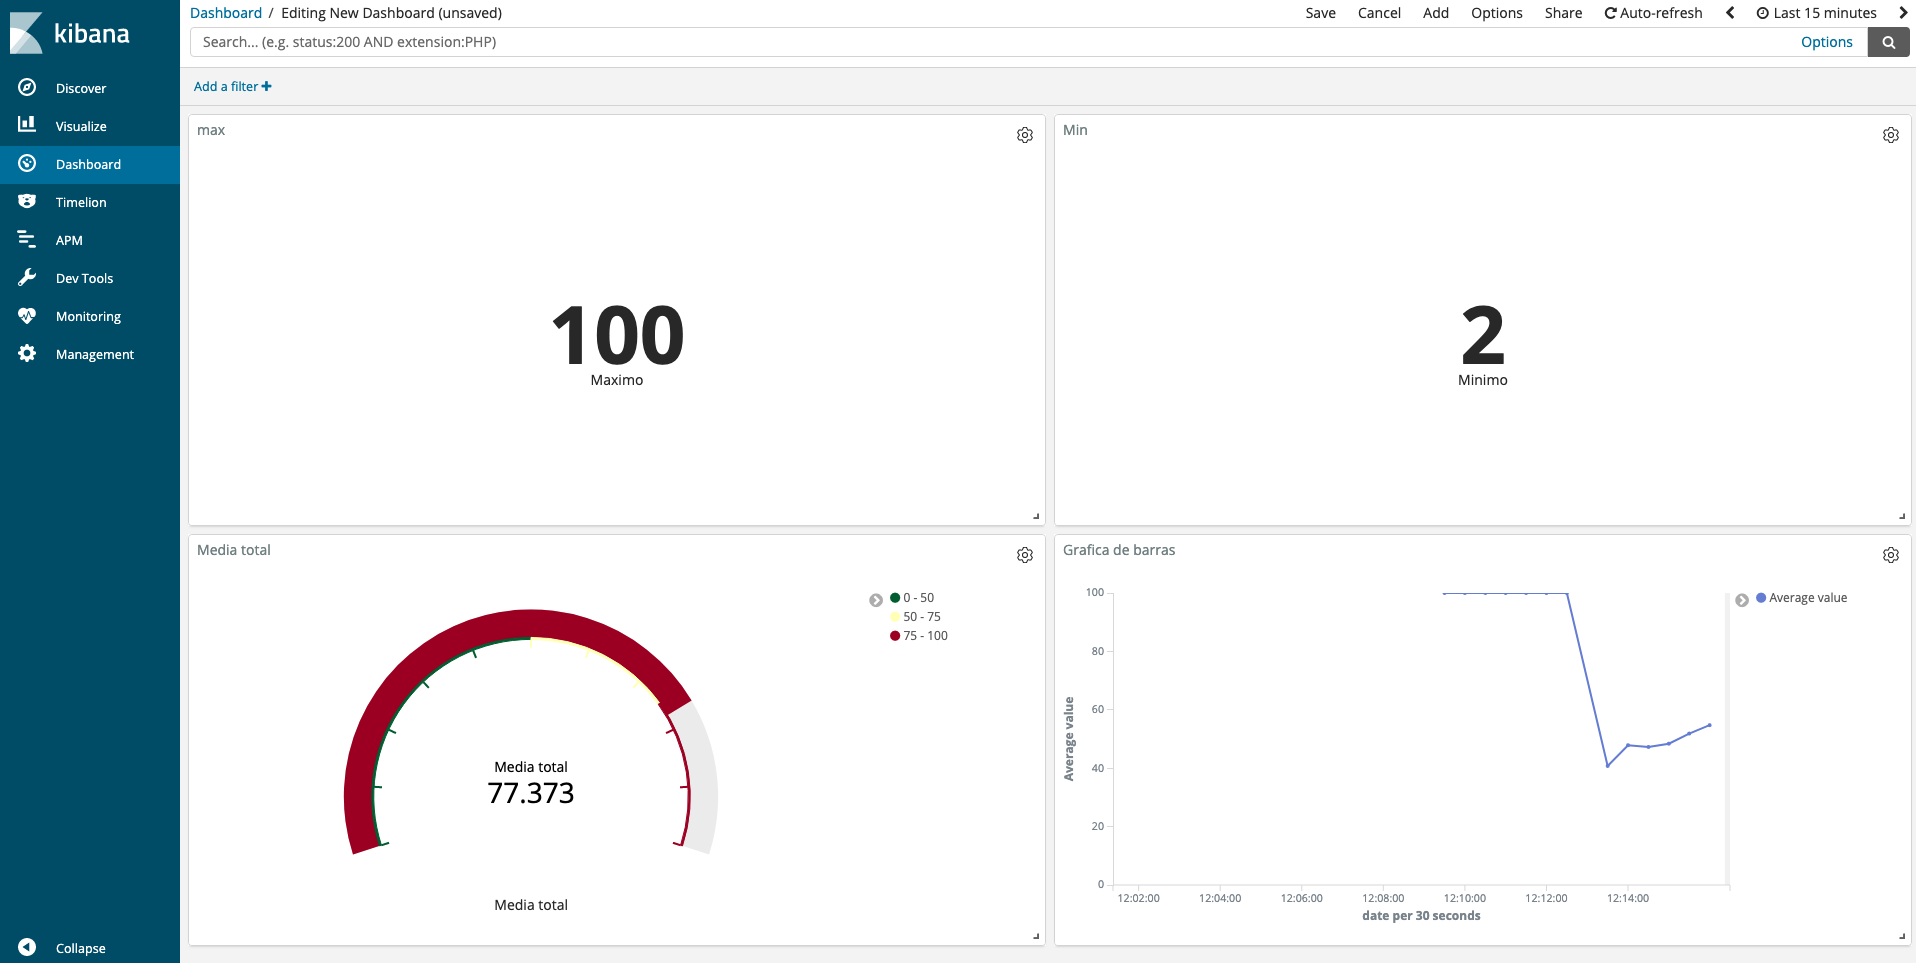 kibana
Discover
Visualize
Dashboard
Timelion
APM
Dev Tools
Monitoring
Management
Collapse
Dashboard / Editing New Dashboard (unsaved)
Save Cancel Add Options Share Auto-refresh Last 15 minutes
Search... (e.g. status:200 AND extension:PHP) Options
Add a filter +
max
100
Maximo
Min
2
Minimo
Media total
0 - 50
50 - 75
75 - 100
Media total
77.373
Media total
Grafica de barras
Average value
100
80
60
40
20
0
Average value
12:02:00 12:04:00 12:06:00 12:08:00 12:10:00 12:12:00 12:14:00
date per 30 seconds